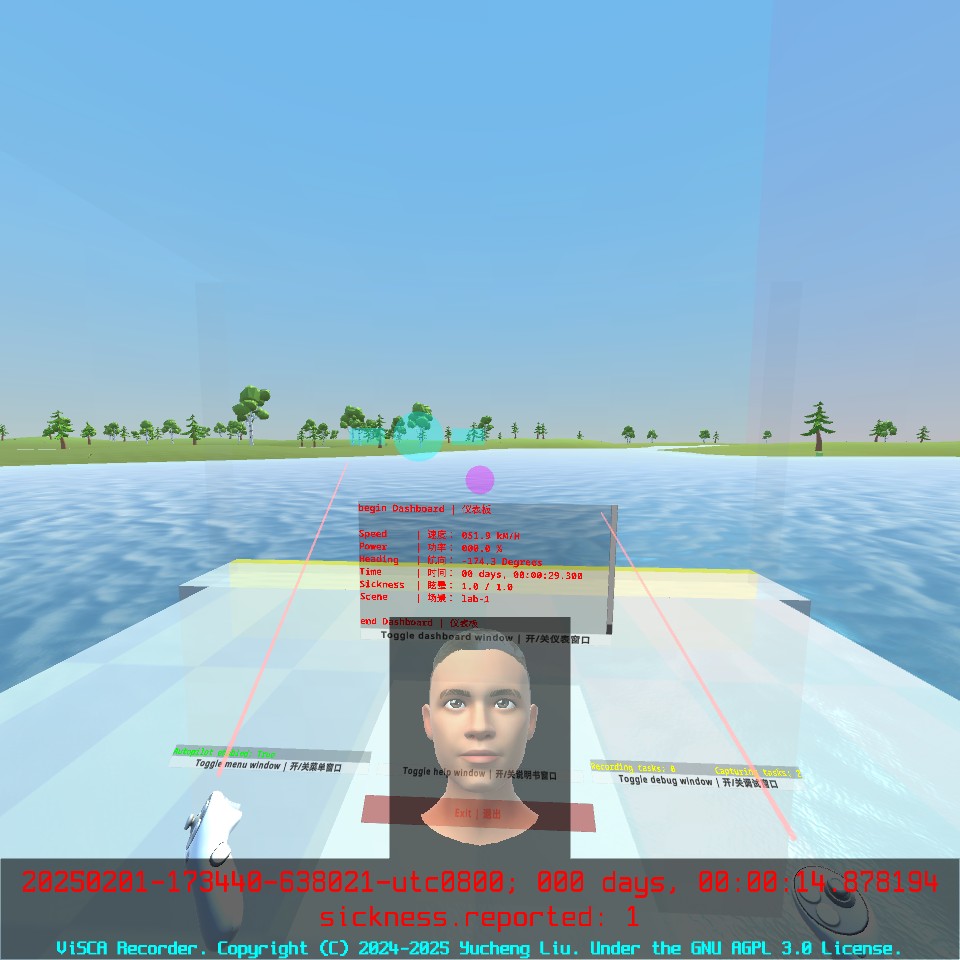 begin Dashboard | 仪表板
Speed | 速度： 051.9 kM/H
Power | 功率： 000.0 %
Heading | 航向： -174.3 Degrees
Time | 时间： 00 days, 00:00:29.300
Sickness | 眩晕： 1.0 / 1.0
Scene | 场景： lab-1
end Dashboard | 仪表板
Toggle dashboard window | 开/关仪表窗口
Autopilot True
Toggle menu window | 开/关菜单窗口
Toggle help window | 开/关说明书窗口
Recording tasks: 0 Capturing tasks: 2
Toggle debug window | 开/关调试窗口
Exit | 退出
20250201-173440-638021-utc0800; 000 days, 00:00:14.878194
sickness.reported: 1
ViSCA Recorder. Copyright (C) 2024-2025 Yucheng Liu. Under the GNU AGPL 3.0 License.